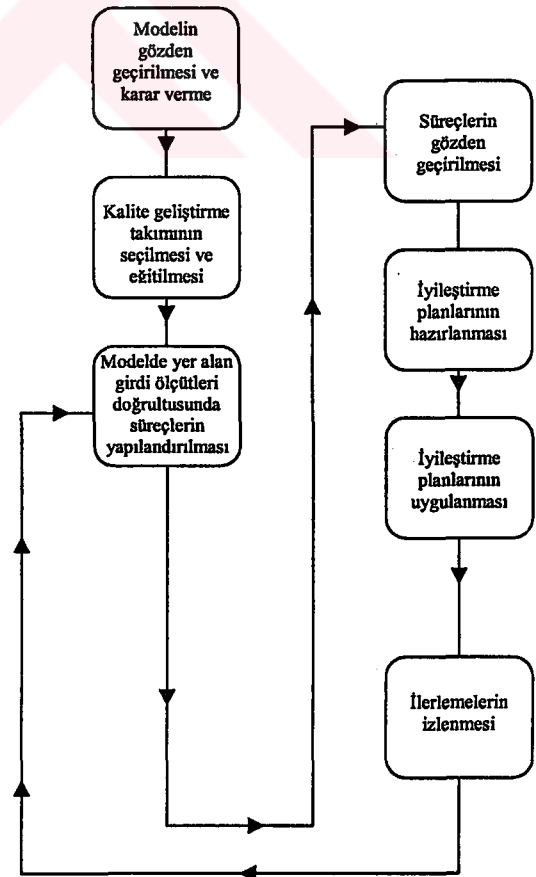 Modelin
gözden
geçirilmesi ve
karar verme
Kalite geliştirme
takımının
seçilmesi ve
eğitilmesi
Modelde yer alan
girdi ölçütleri
doğrultusunda
süreçlerin
yapılandırılması
Süreçlerin
gözden
geçirilmesi
İyileştirme
planlarının
hazırlanması
İyileştirme
planlarının
uygulanması
İlerlemelerin
izlenmesi